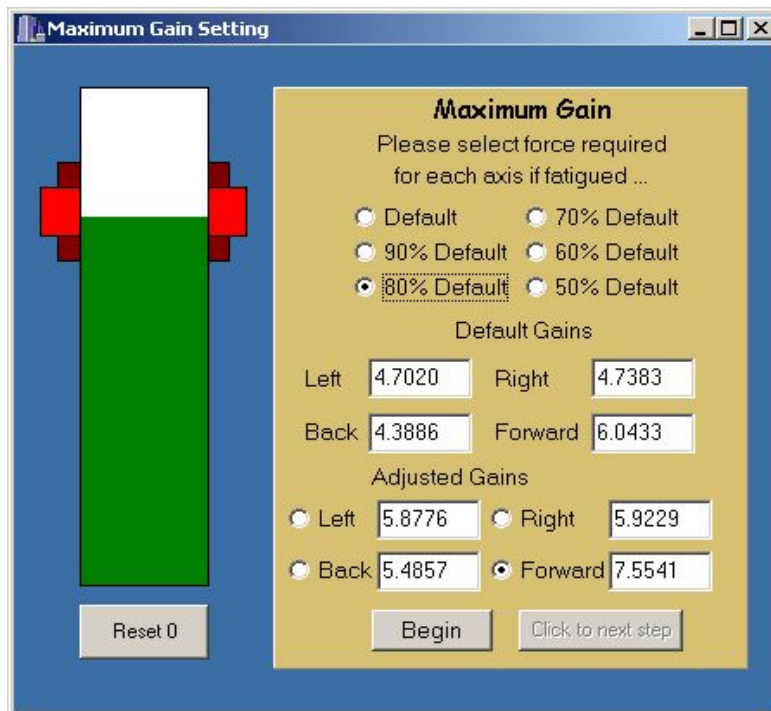 Maximum Gain Setting
Maximum Gain
Please select force required
for each axis if fatigued ...
Default 70% Default
90% Default 60% Default
80% Default 50% Default
Default Gains
Left 4.7020 Right 4.7383
Back 4.3886 Forward 6.0433
Adjusted Gains
Left 5.8776 Right 5.9229
Back 5.4857 Forward 7.5541
Reset 0 Begin Click to next step